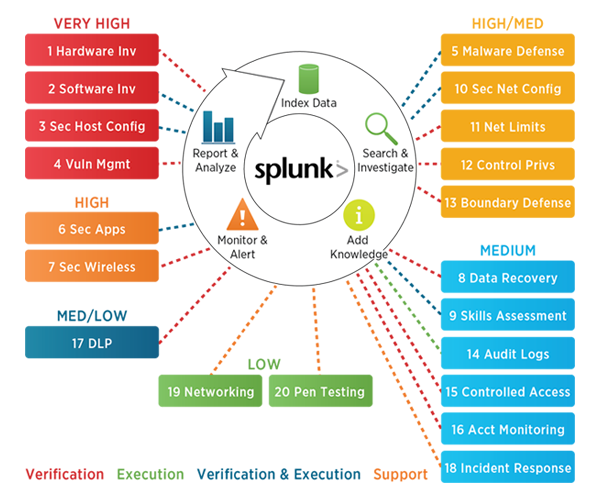 VERY HIGH
1 Hardware Inv
2 Software Inv
3 Sec Host Config
4 Vuln Mgmt
HIGH
6 Sec Apps
7 Sec Wireless
MED/LOW
17 DLP
Index Data
Report &
Analyze
splunk>
Search &
Investigate
Monitor &
Alert
i
Add
Knowledge
LOW
19 Networking
20 Pen Testing
HIGH/MED
5 Malware Defense
10 Sec Net Config
11 Net Limits
12 Control Privs
13 Boundary Defense
MEDIUM
8 Data Recovery
9 Skills Assessment
14 Audit Logs
15 Controlled Access
16 Acct Monitoring
18 Incident Response
Verification Execution Verification & Execution Support